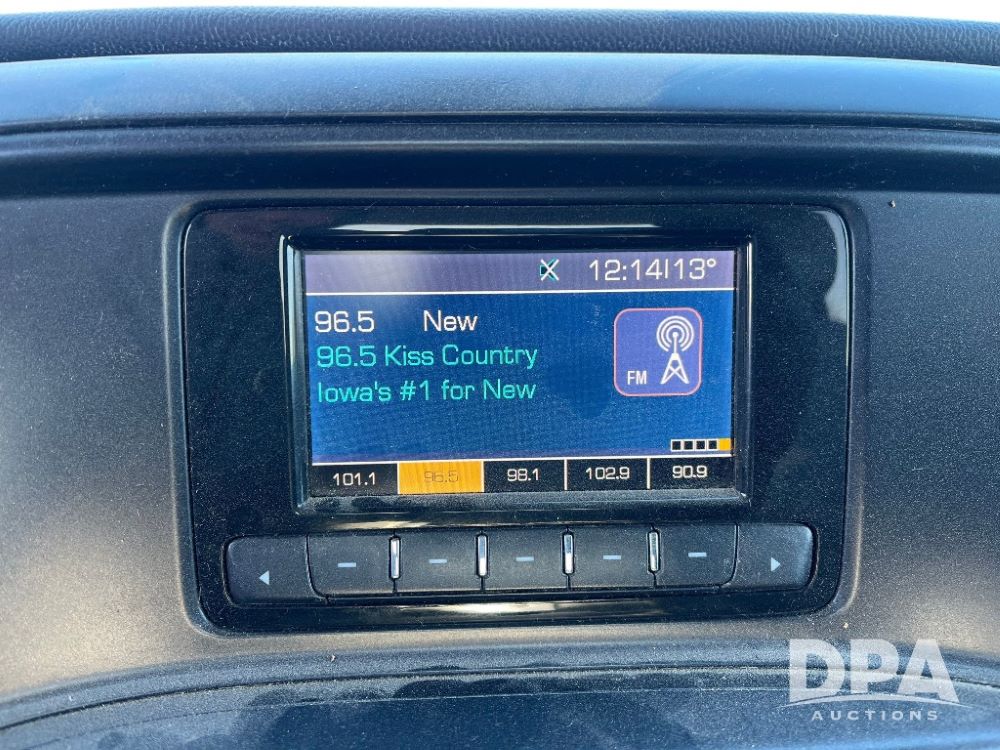 12:14|13°
96.5 New
96.5 Kiss Country
Iowa's #1 for New
FM
101.1 96.5 98.1 102.9 90.9
DPA
AUCTIONS